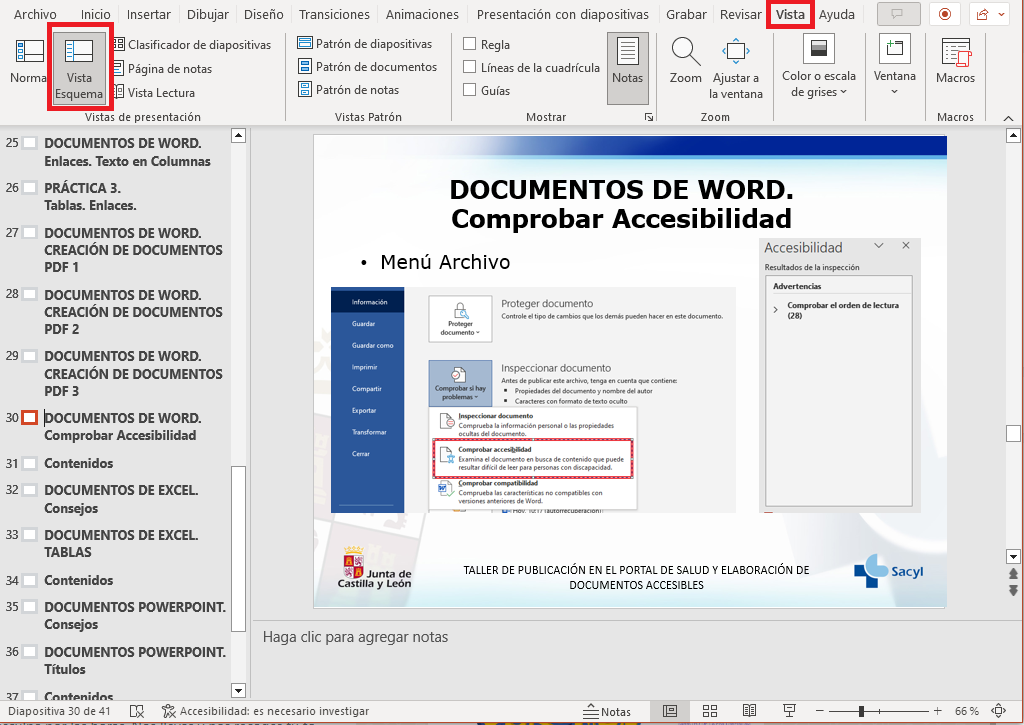 Archivo Inicio Insertar Dibujar Diseño Transiciones Animaciones Presentación con diapositivas Grabar Revisar Vista Ayuda
Normal
Vista
Esquema
Clasificador de diapositivas
Página de notas
Vista Lectura
Vistas de presentación
Patrón de diapositivas
Patrón de documentos
Patrón de notas
Vistas Patrón
Regla
Líneas de la cuadrícula
Guías
Notas
Mostrar
Zoom
Ajustar a
la ventana
Zoom
Color o escala
de grises
Ventana
Macros
Macros
25 DOCUMENTOS DE WORD.
Enlaces. Texto en Columnas
26 PRÁCTICA 3.
Tablas. Enlaces.
27 DOCUMENTOS DE WORD.
CREACIÓN DE DOCUMENTOS
PDF 1
28 DOCUMENTOS DE WORD.
CREACIÓN DE DOCUMENTOS
PDF 2
29 DOCUMENTOS DE WORD.
CREACIÓN DE DOCUMENTOS
PDF 3
30 DOCUMENTOS DE WORD.
Comprobar Accesibilidad
31 Contenidos
32 DOCUMENTOS DE EXCEL.
Consejos
33 DOCUMENTOS DE EXCEL.
TABLAS
34 Contenidos
35 DOCUMENTOS POWERPOINT.
Consejos
36 DOCUMENTOS POWERPOINT.
Títulos
37 Contenidos
DOCUMENTOS DE WORD.
Comprobar Accesibilidad
• Menú Archivo
Información
Guardar
Guardar como
Imprimir
Compartir
Exportar
Transformar
Cerrar
Proteger
documento
Proteger documento
Controle el tipo de cambios que los demás pueden hacer en este documento.
Comprobar si hay
problemas
Inspeccionar documento
Antes de publicar este archivo, tenga en cuenta que contiene:
Propiedades del documento y nombre del autor
Caracteres con formato de texto oculto
Inspeccionar documento
Comprueba la información personal o las propiedades
ocultas del documento.
Comprobar accesibilidad
Examina el documento en busca de contenido que puede
resultar difícil de leer para personas con discapacidad.
Comprobar compatibilidad
Comprueba las características no compatibles con
versiones anteriores de Word.
Hoy, 10:17 (autorrecuperación)
Accesibilidad
Resultados de la inspección
Advertencias
Comprobar el orden de lectura
(28)
Junta de
Castilla y León
TALLER DE PUBLICACIÓN EN EL PORTAL DE SALUD Y ELABORACIÓN DE
DOCUMENTOS ACCESIBLES
Sacyl
Haga clic para agregar notas
Diapositiva 30 de 41 Accesibilidad: es necesario investigar Notas 66 %